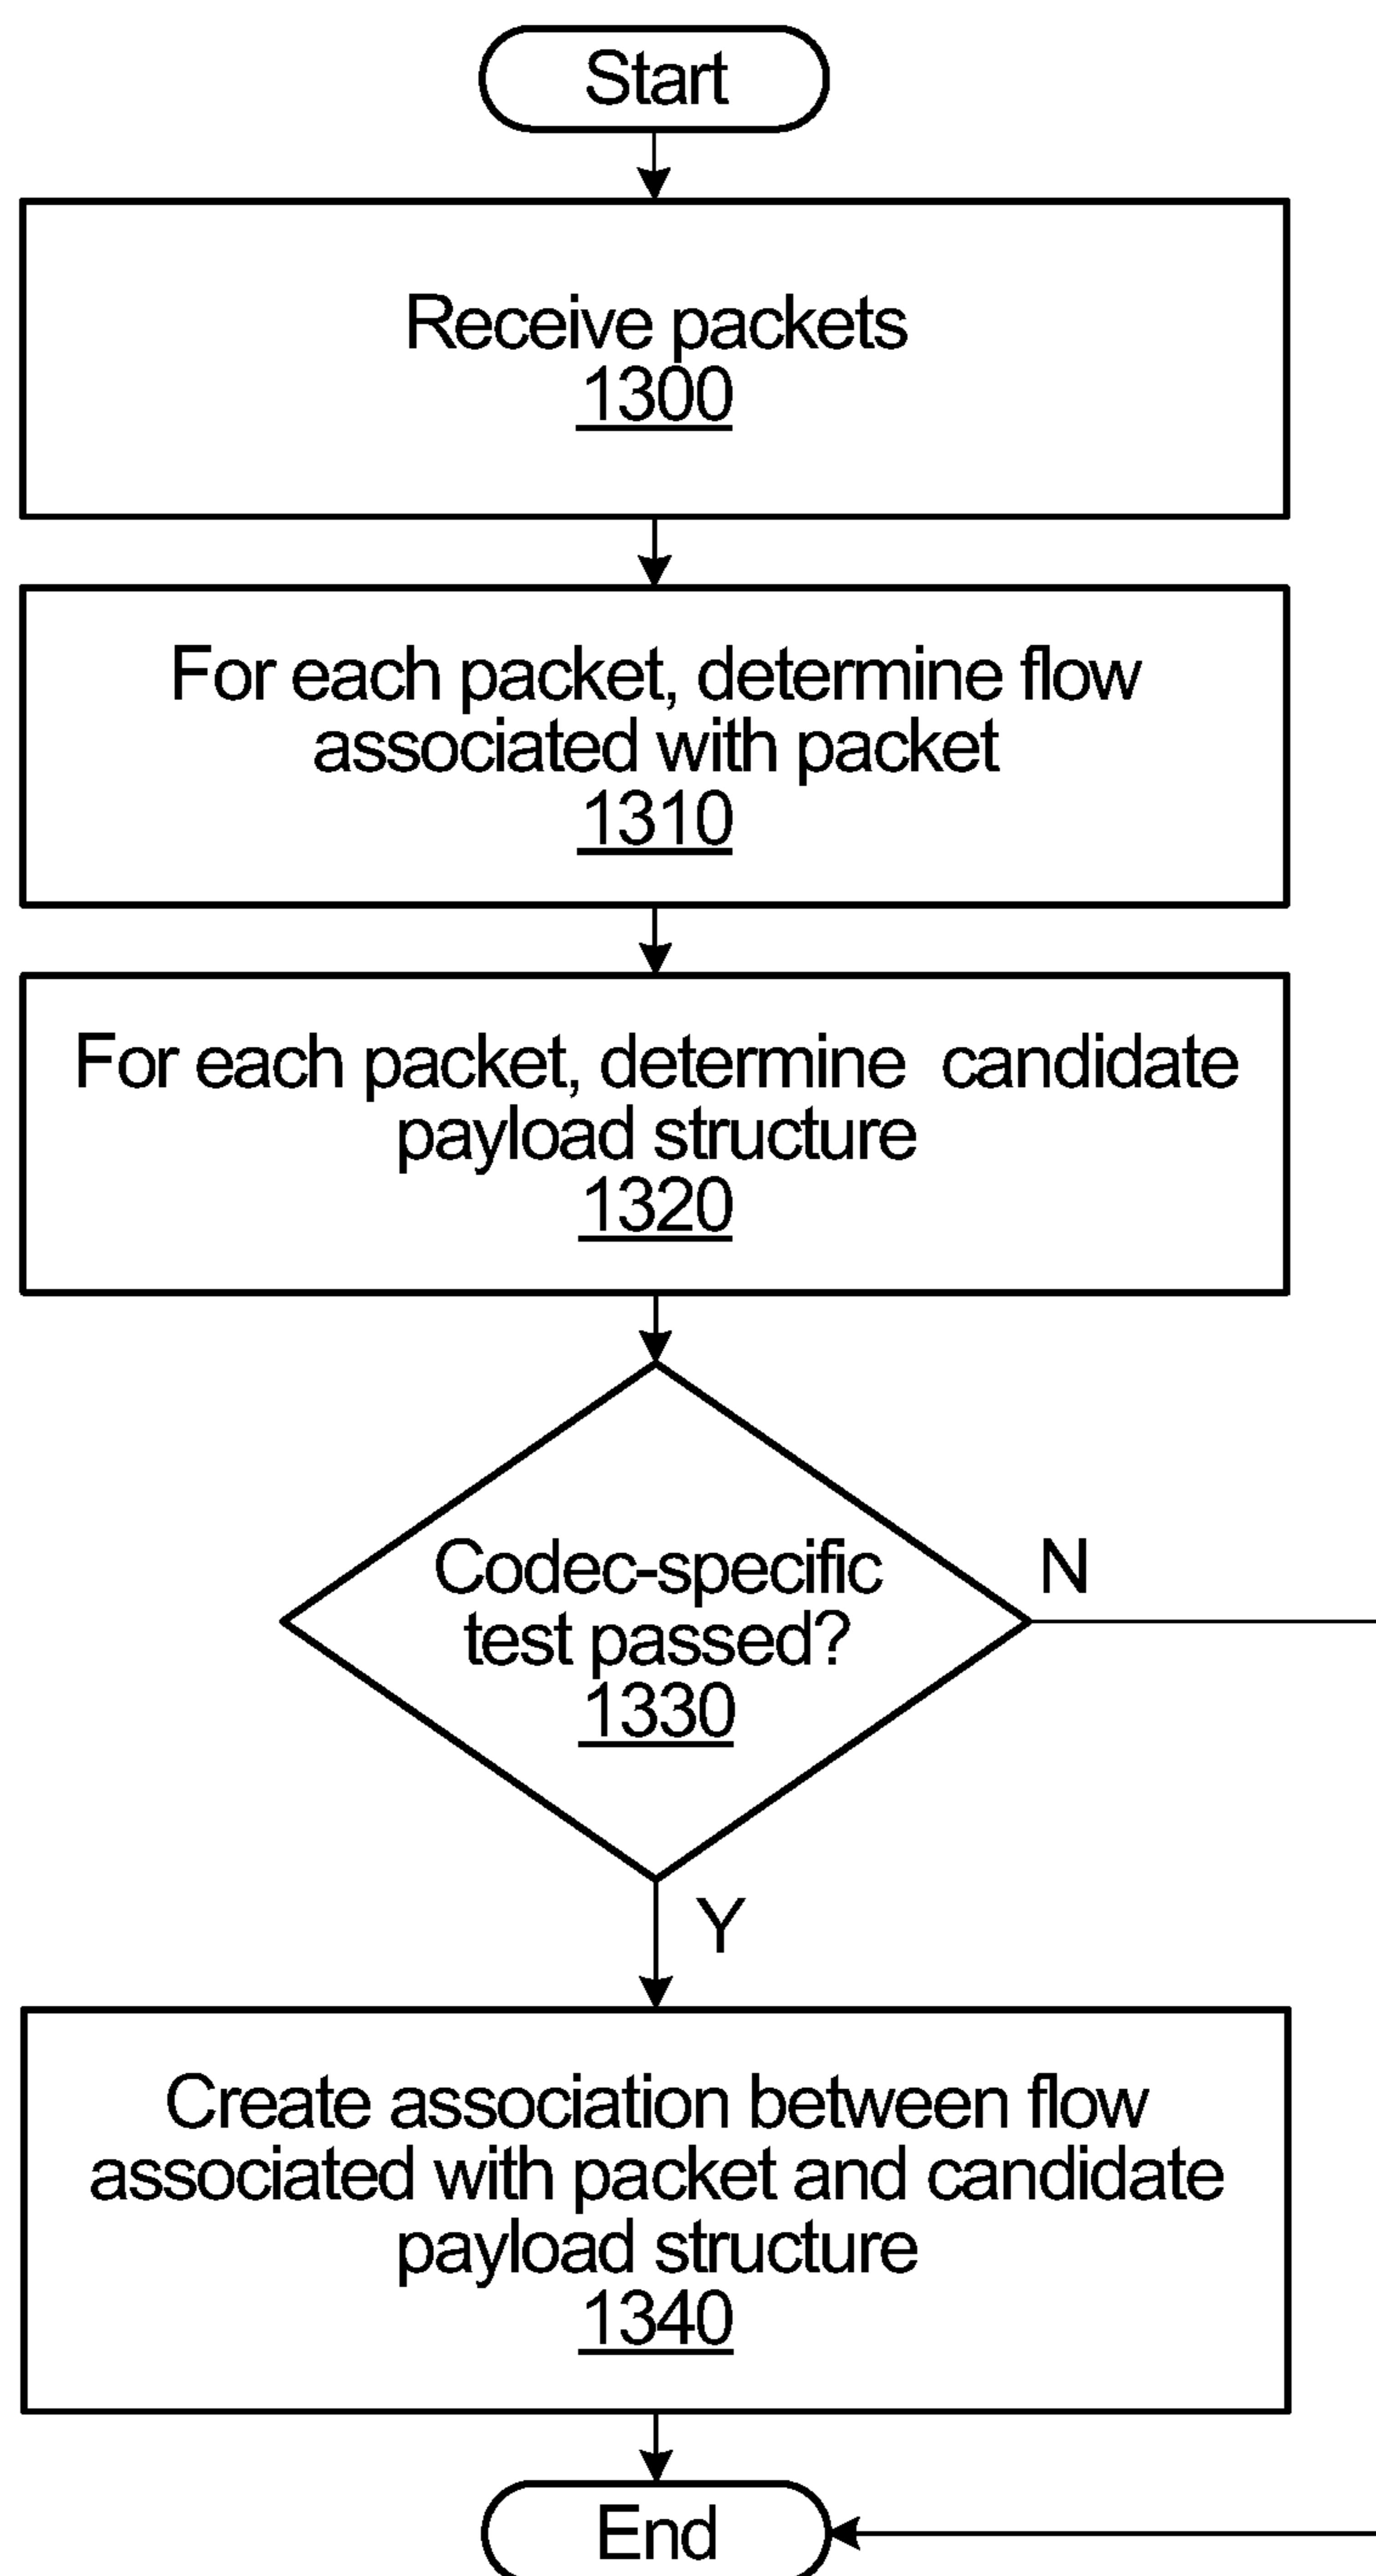 Start
Receive packets
1300
For each packet, determine flow
associated with packet
1310
For each packet, determine candidate
payload structure
1320
Codec-specific
test passed?
1330
N
Y
Create association between flow
associated with packet and candidate
payload structure
1340
End